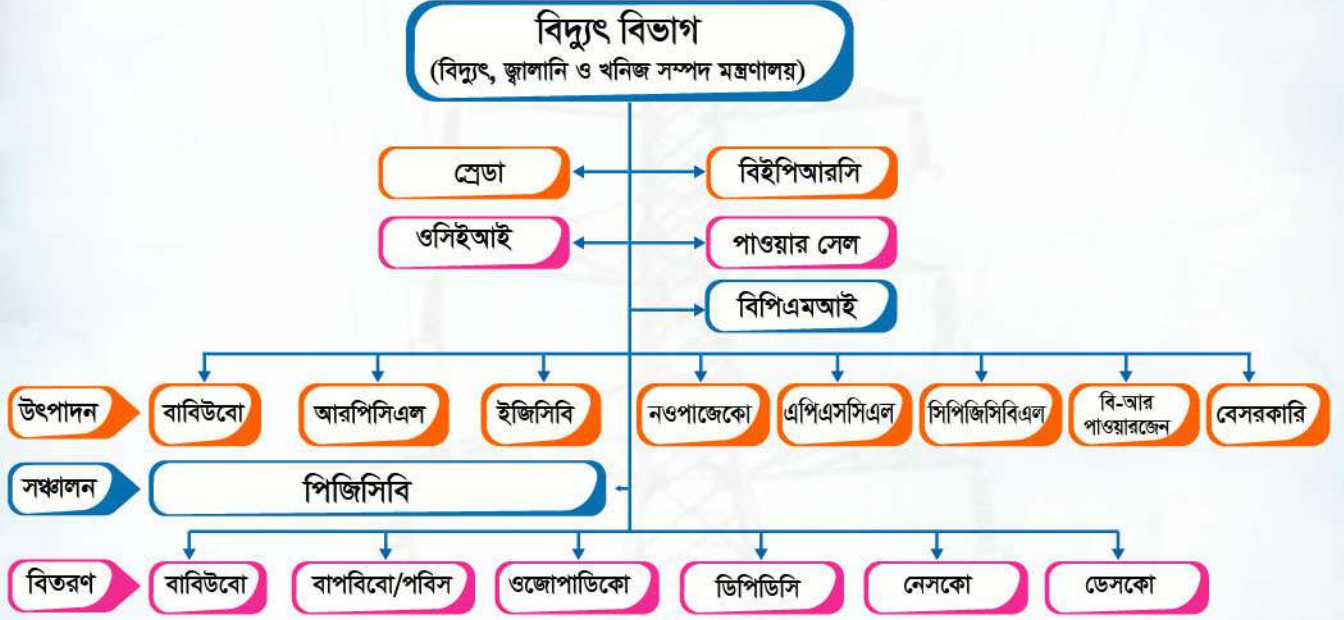 বিদ্যুৎ বিভাগ
(বিদ্যুৎ, জ্বালানি ও খনিজ সম্পদ মন্ত্রণালয়)
স্রেডা
বিইপিআরসি
ওসিইআই
পাওয়ার সেল
বিপিএমআই
উৎপাদন
বাবিউবো
আরপিসিএল
ইজিসিবি
নওপাজেকো
এপিএসসিএল
সিপিজিসিবিএল
বি-আর
পাওয়ারজেন
বেসরকারি
সঞ্চালন
পিজিসিবি
বিতরণ
বাবিউবো
বাপবিবো/পবিস
ওজোপাডিকো
ডিপিডিসি
নেসকো
ডেসকো